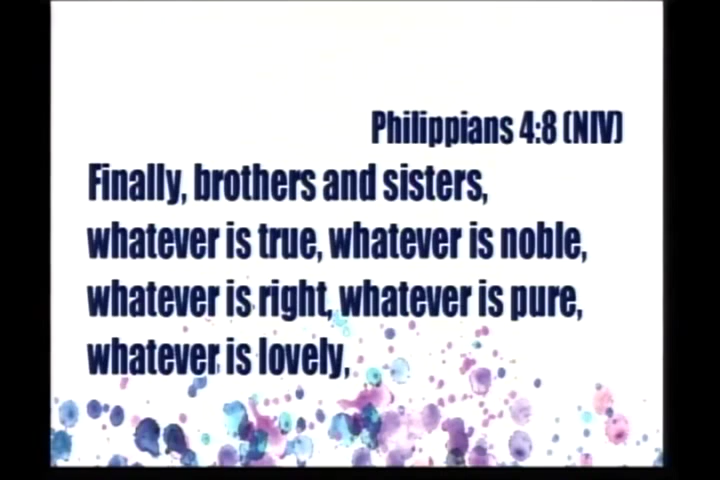 Philippians 4:8 (NIV)
Finally, brothers and sisters,
whatever is true, whatever is noble,
whatever is right, whatever is pure,
whatever is lovely,